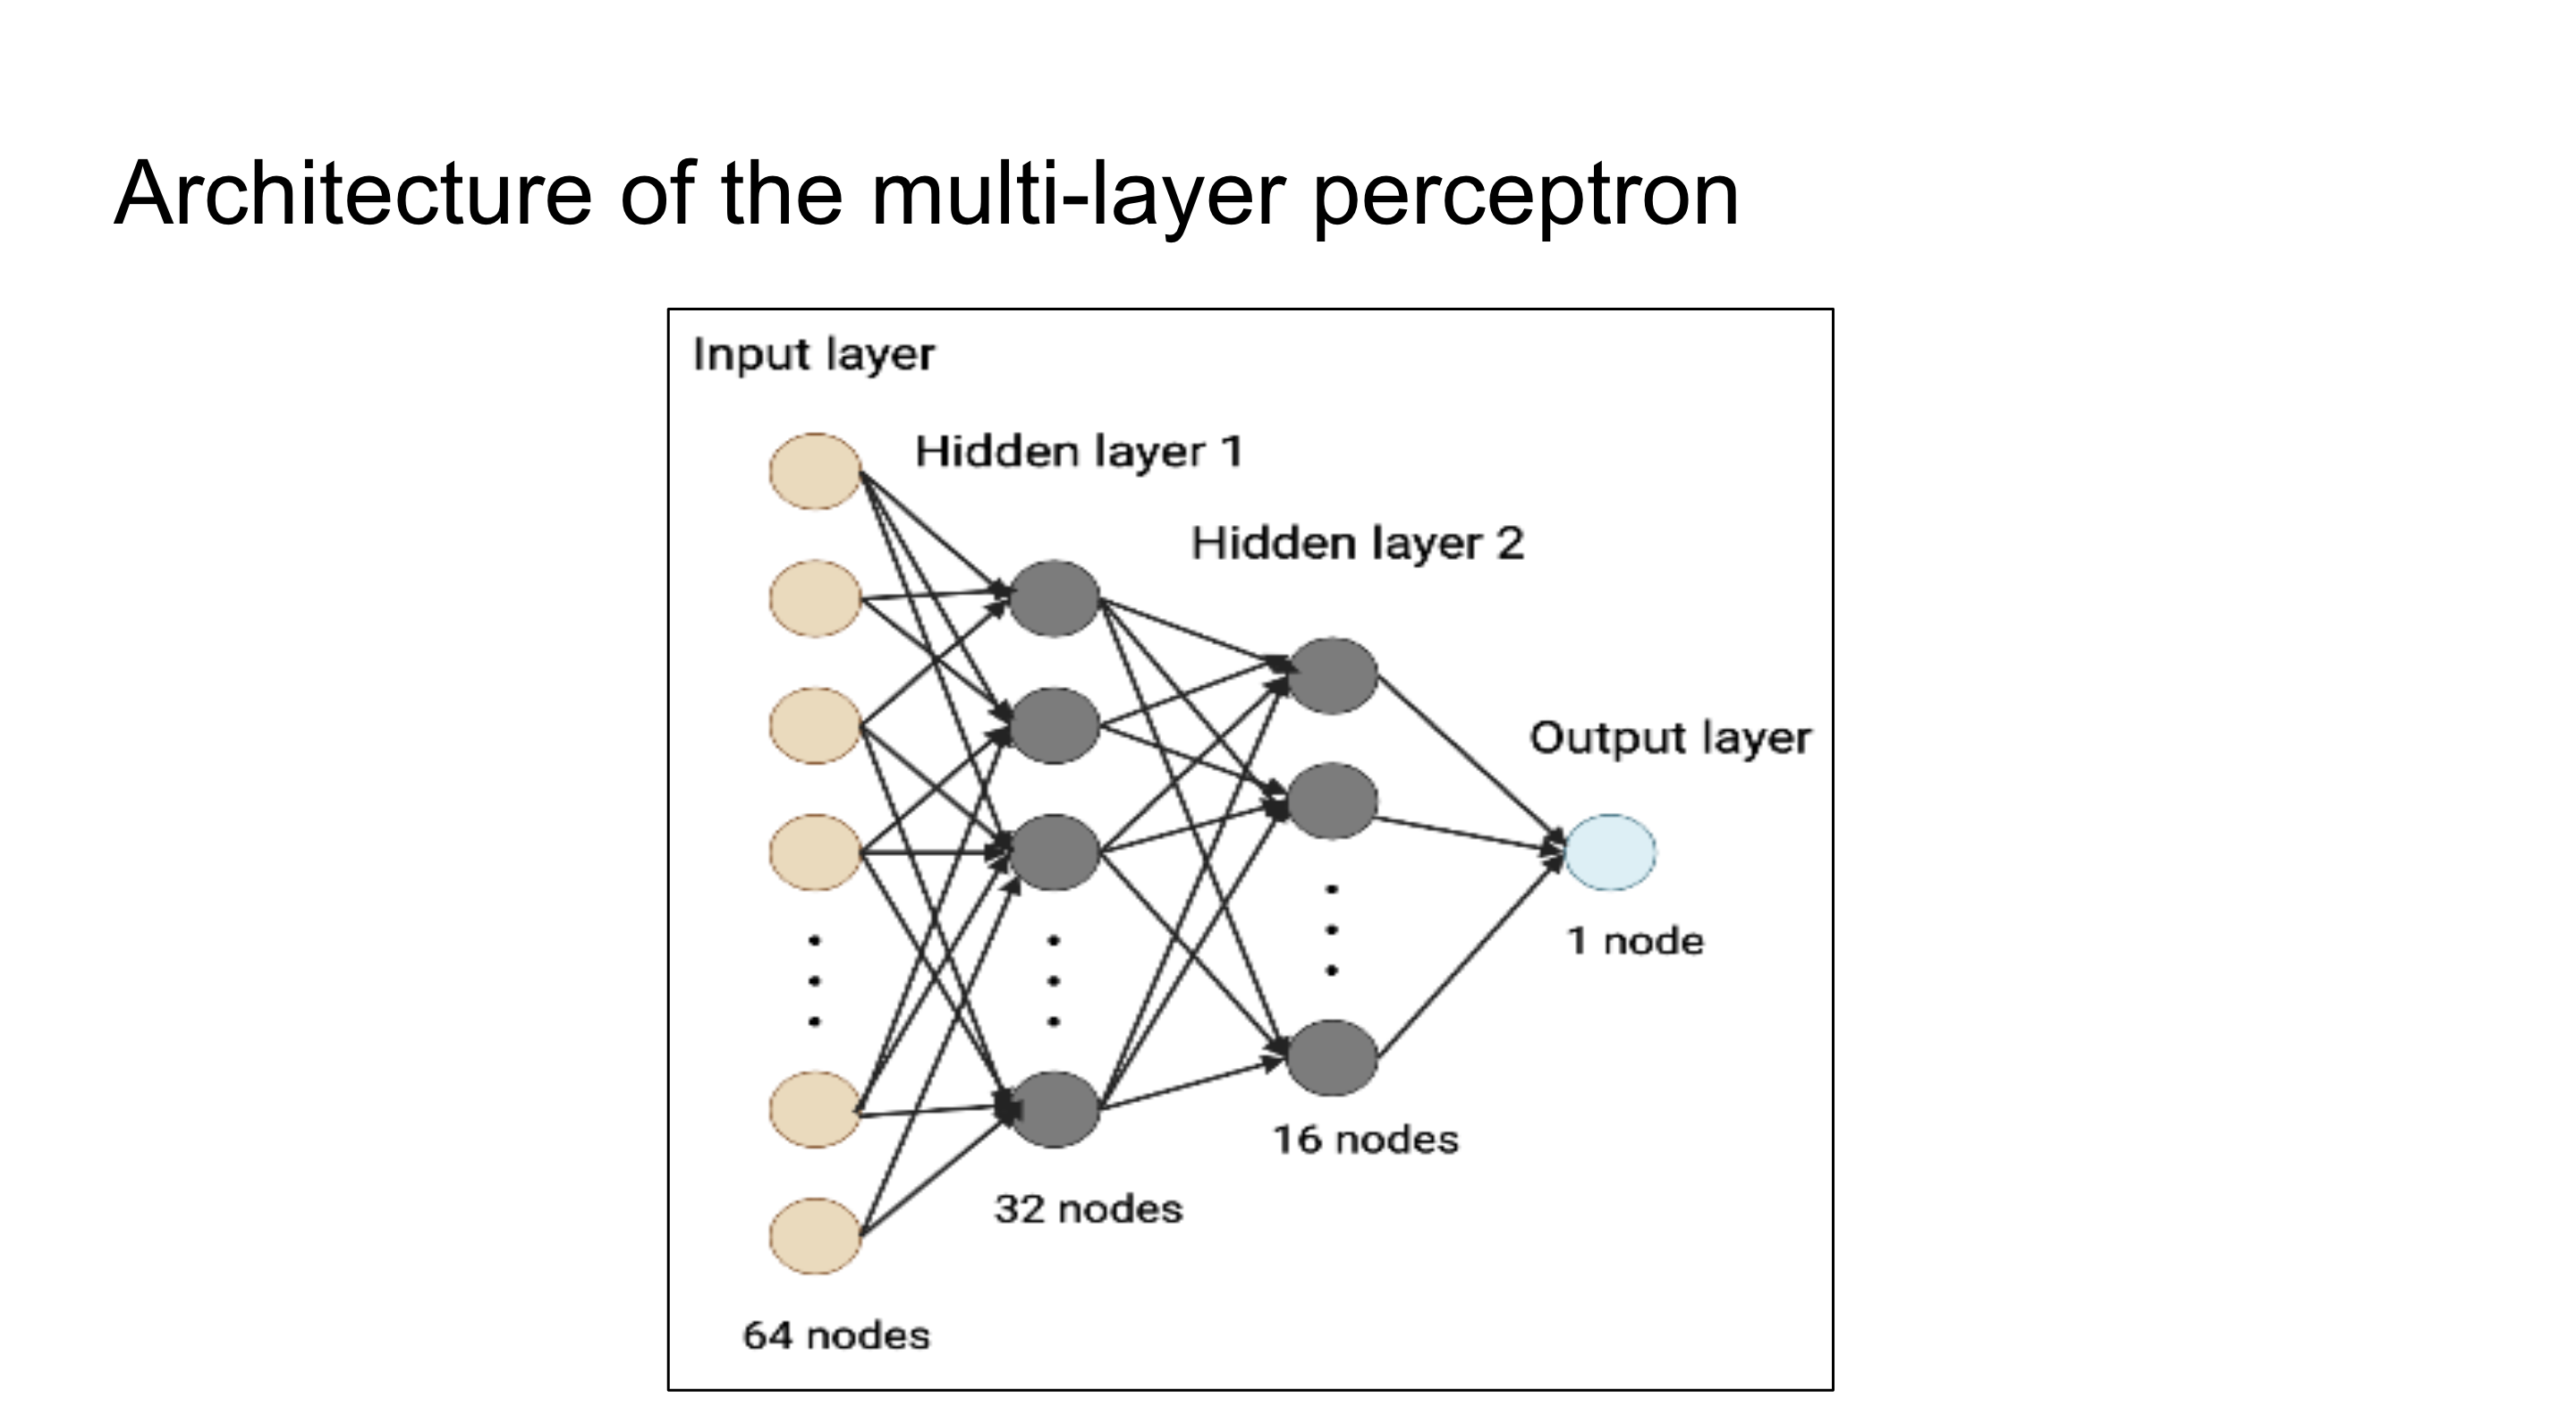 Architecture of the multi-layer perceptron
Input layer
Hidden layer 1
Hidden layer 2
Output layer
1 node
16 nodes
32 nodes
64 nodes